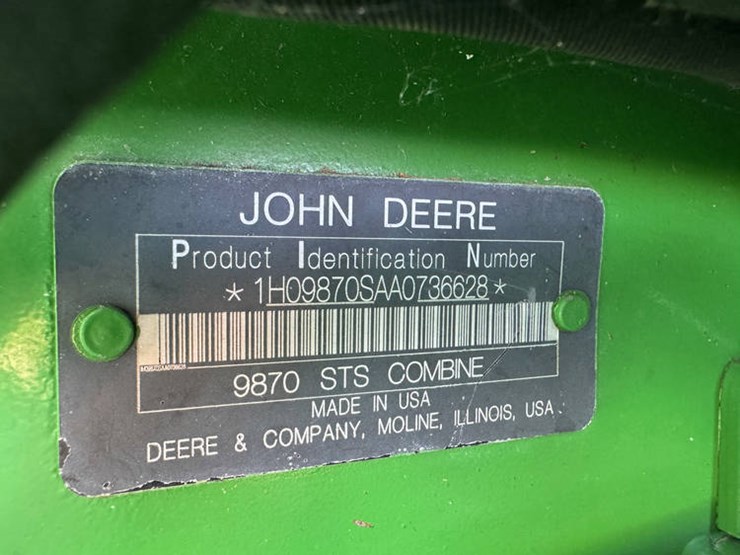 JOHN DEERE
Product Identification Number
* 1H09870SAA0736628 *
9870 STS COMBINE
MADE IN USA
DEERE & COMPANY, MOLINE, ILLINOIS, USA